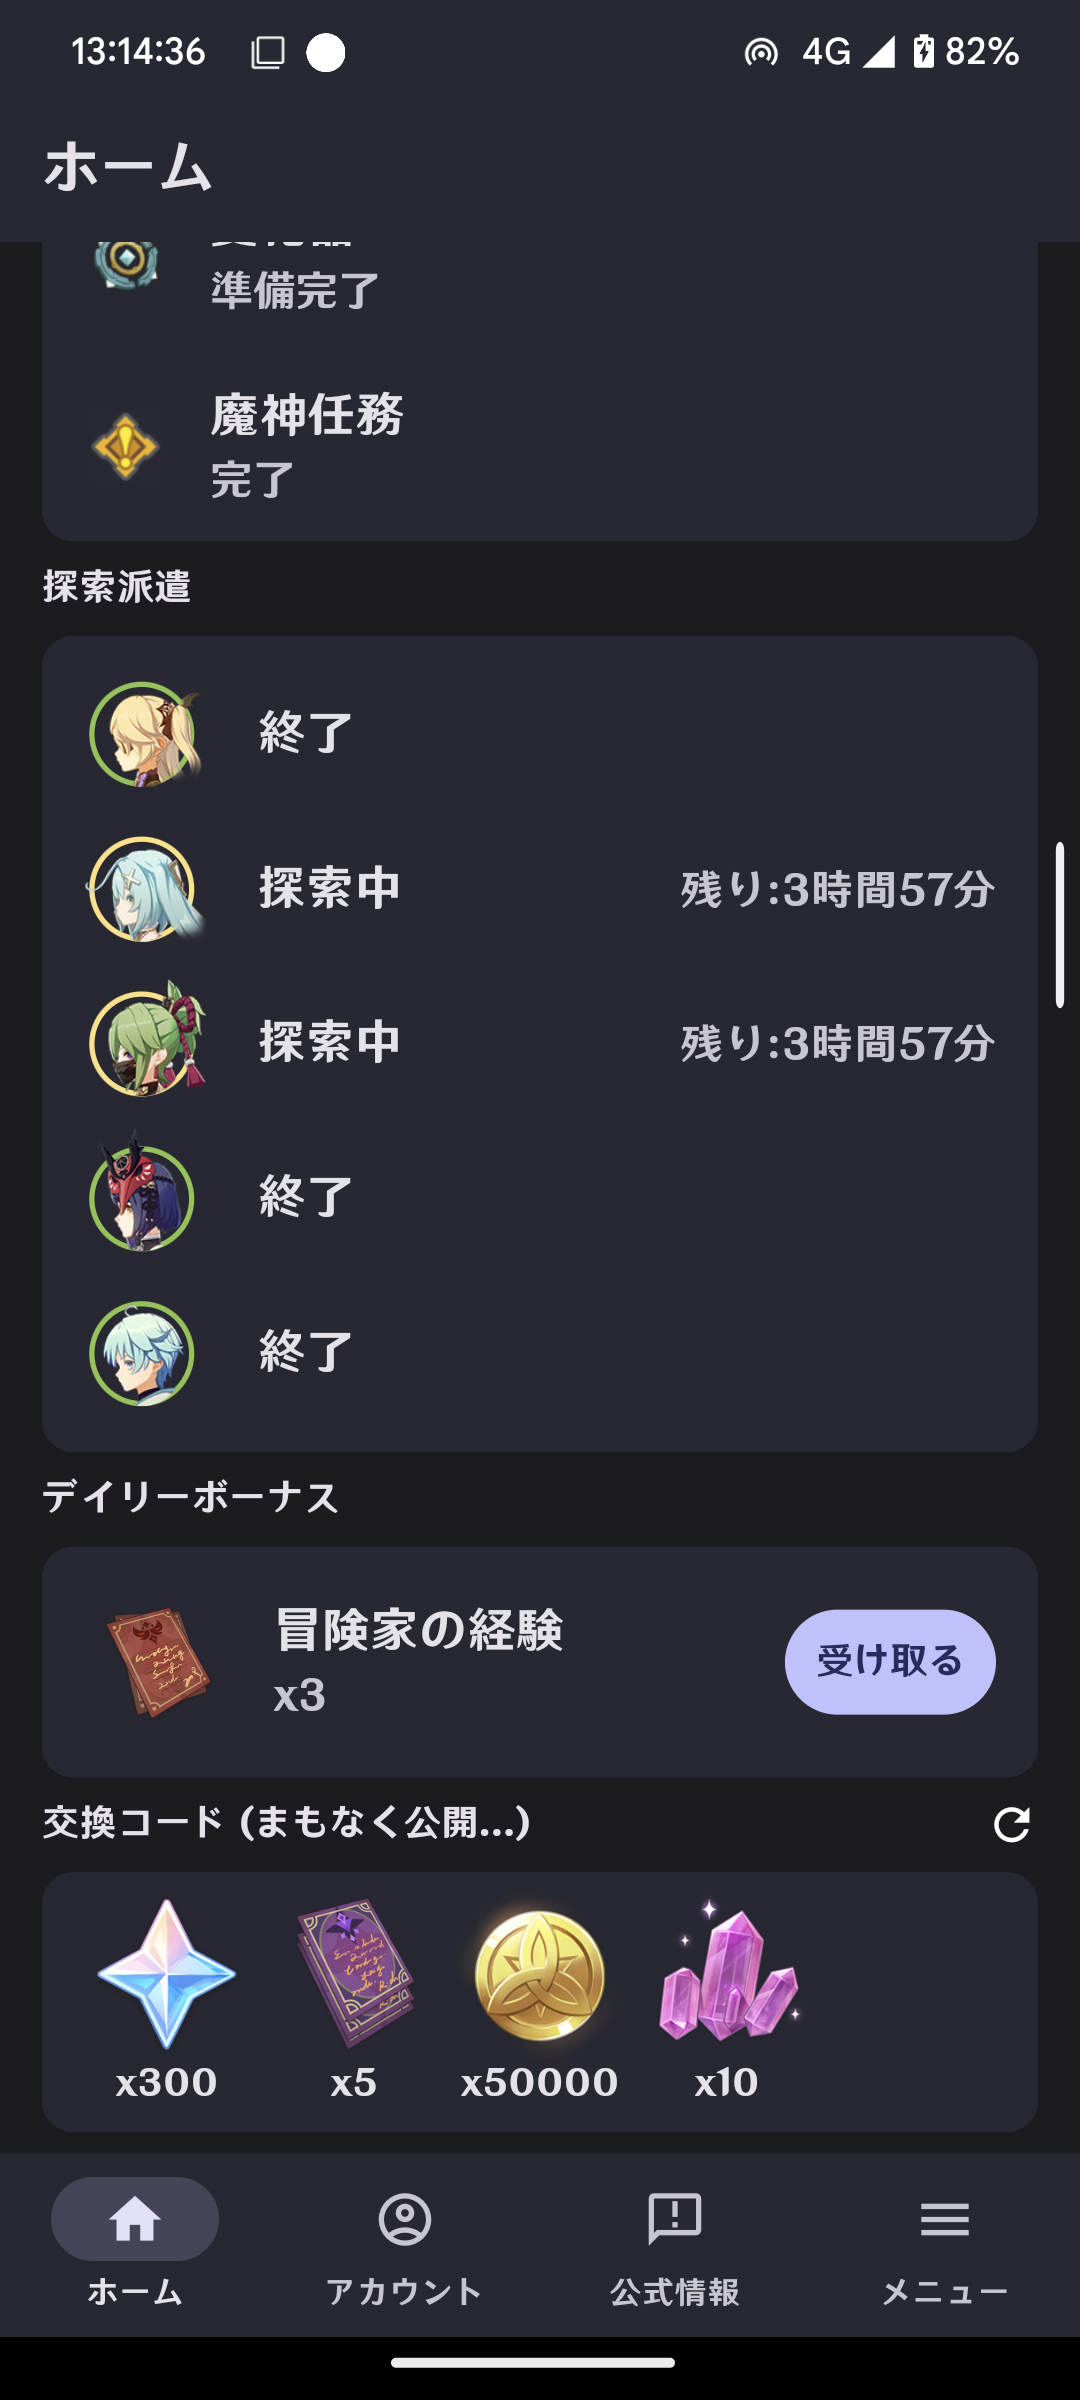 13:14:36
4G
82%
ホーム
準備完了
魔神任務
完了
探索派遣
終了
探索中
残り:3時間57分
探索中
残り:3時間57分
終了
終了
デイリーボーナス
冒険家の経験
x3
受け取る
交換コード (まもなく公開...)
x300
x5
x50000
x10
ホーム
アカウント
公式情報
メニュー